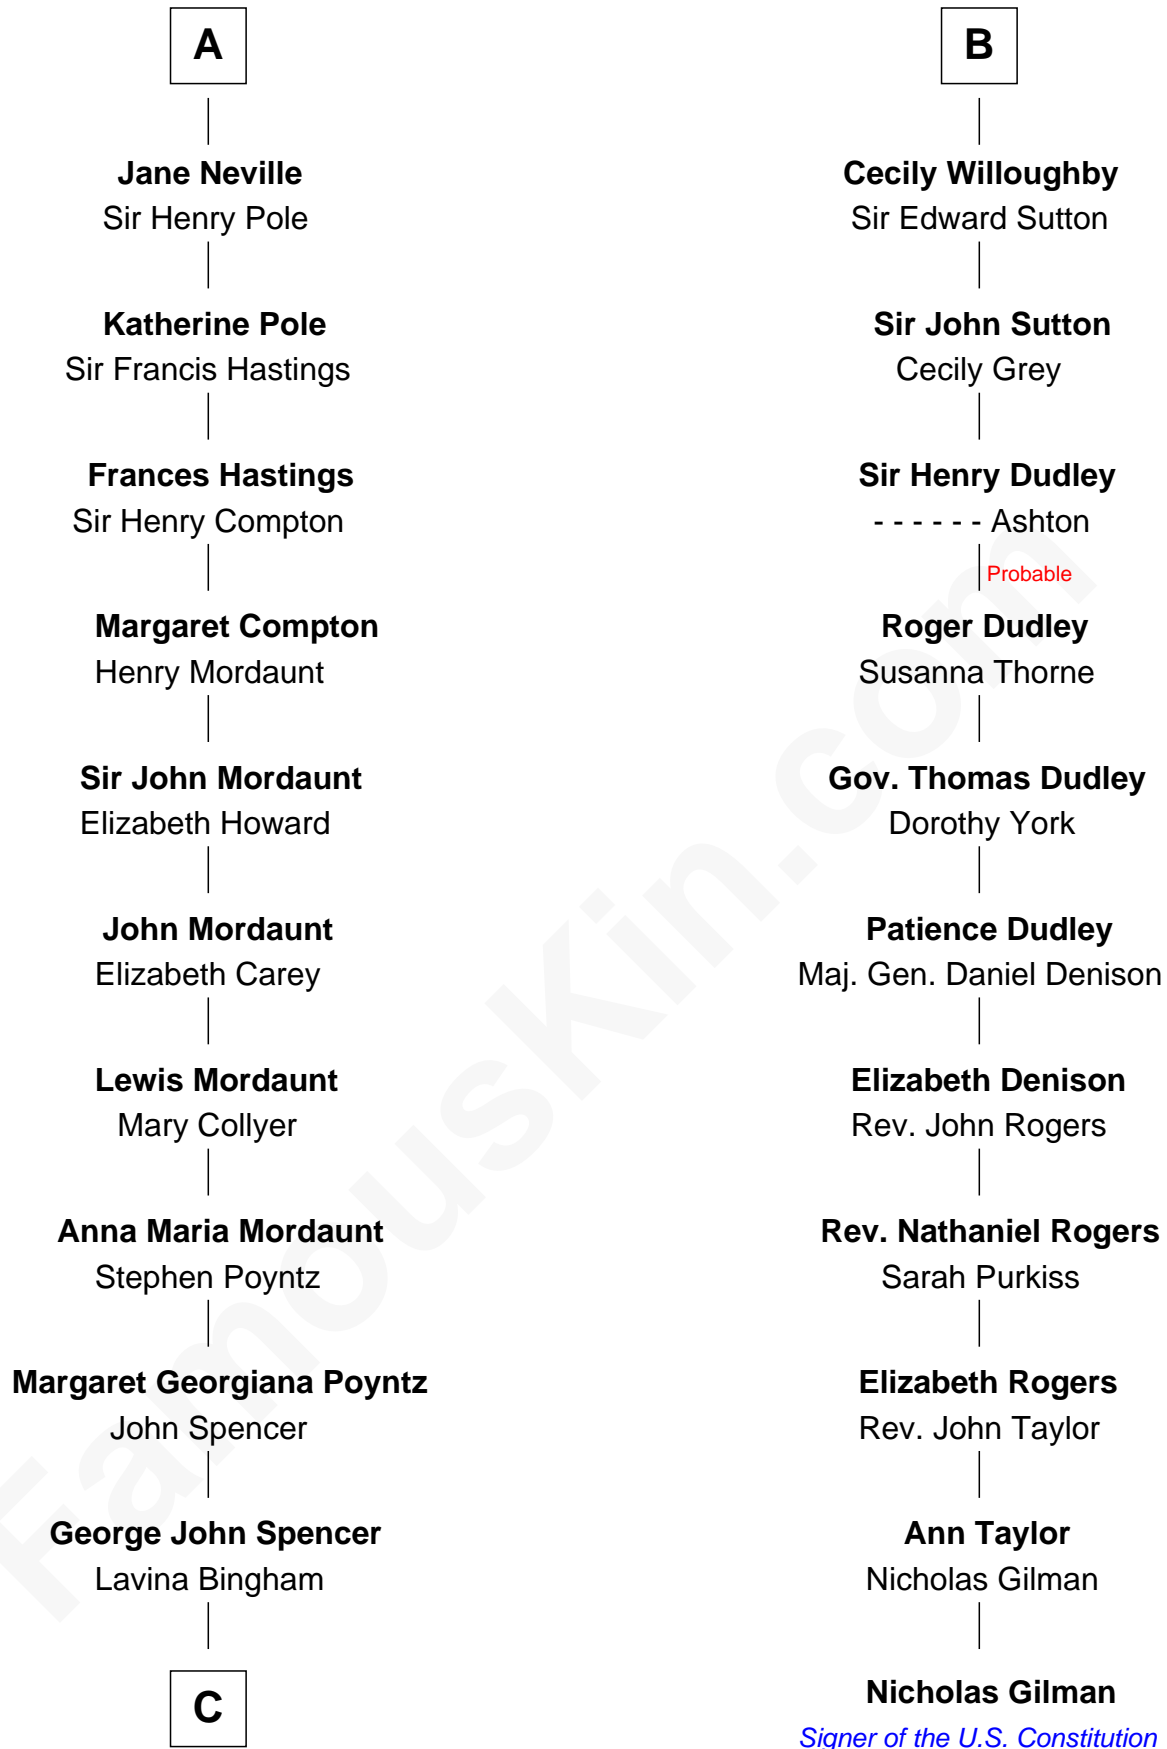 A
Jane Neville
Sir Henry Pole
Katherine Pole
Sir Francis Hastings
Frances Hastings
Sir Henry Compton
Margaret Compton
Henry Mordaunt
Sir John Mordaunt
Elizabeth Howard
John Mordaunt
Elizabeth Carey
Lewis Mordaunt
Mary Collyer
Anna Maria Mordaunt
Stephen Poyntz
Margaret Georgiana Poyntz
John Spencer
George John Spencer
Lavina Bingham
C
B
Cecily Willoughby
Sir Edward Sutton
Sir John Sutton
Cecily Grey
Sir Henry Dudley
- - - - - - Ashton
Probable
Roger Dudley
Susanna Thorne
Gov. Thomas Dudley
Dorothy York
Patience Dudley
Maj. Gen. Daniel Denison
Elizabeth Denison
Rev. John Rogers
Rev. Nathaniel Rogers
Sarah Purkiss
Elizabeth Rogers
Rev. John Taylor
Ann Taylor
Nicholas Gilman
Nicholas Gilman
Signer of the U.S. Constitution
FamousKin.com